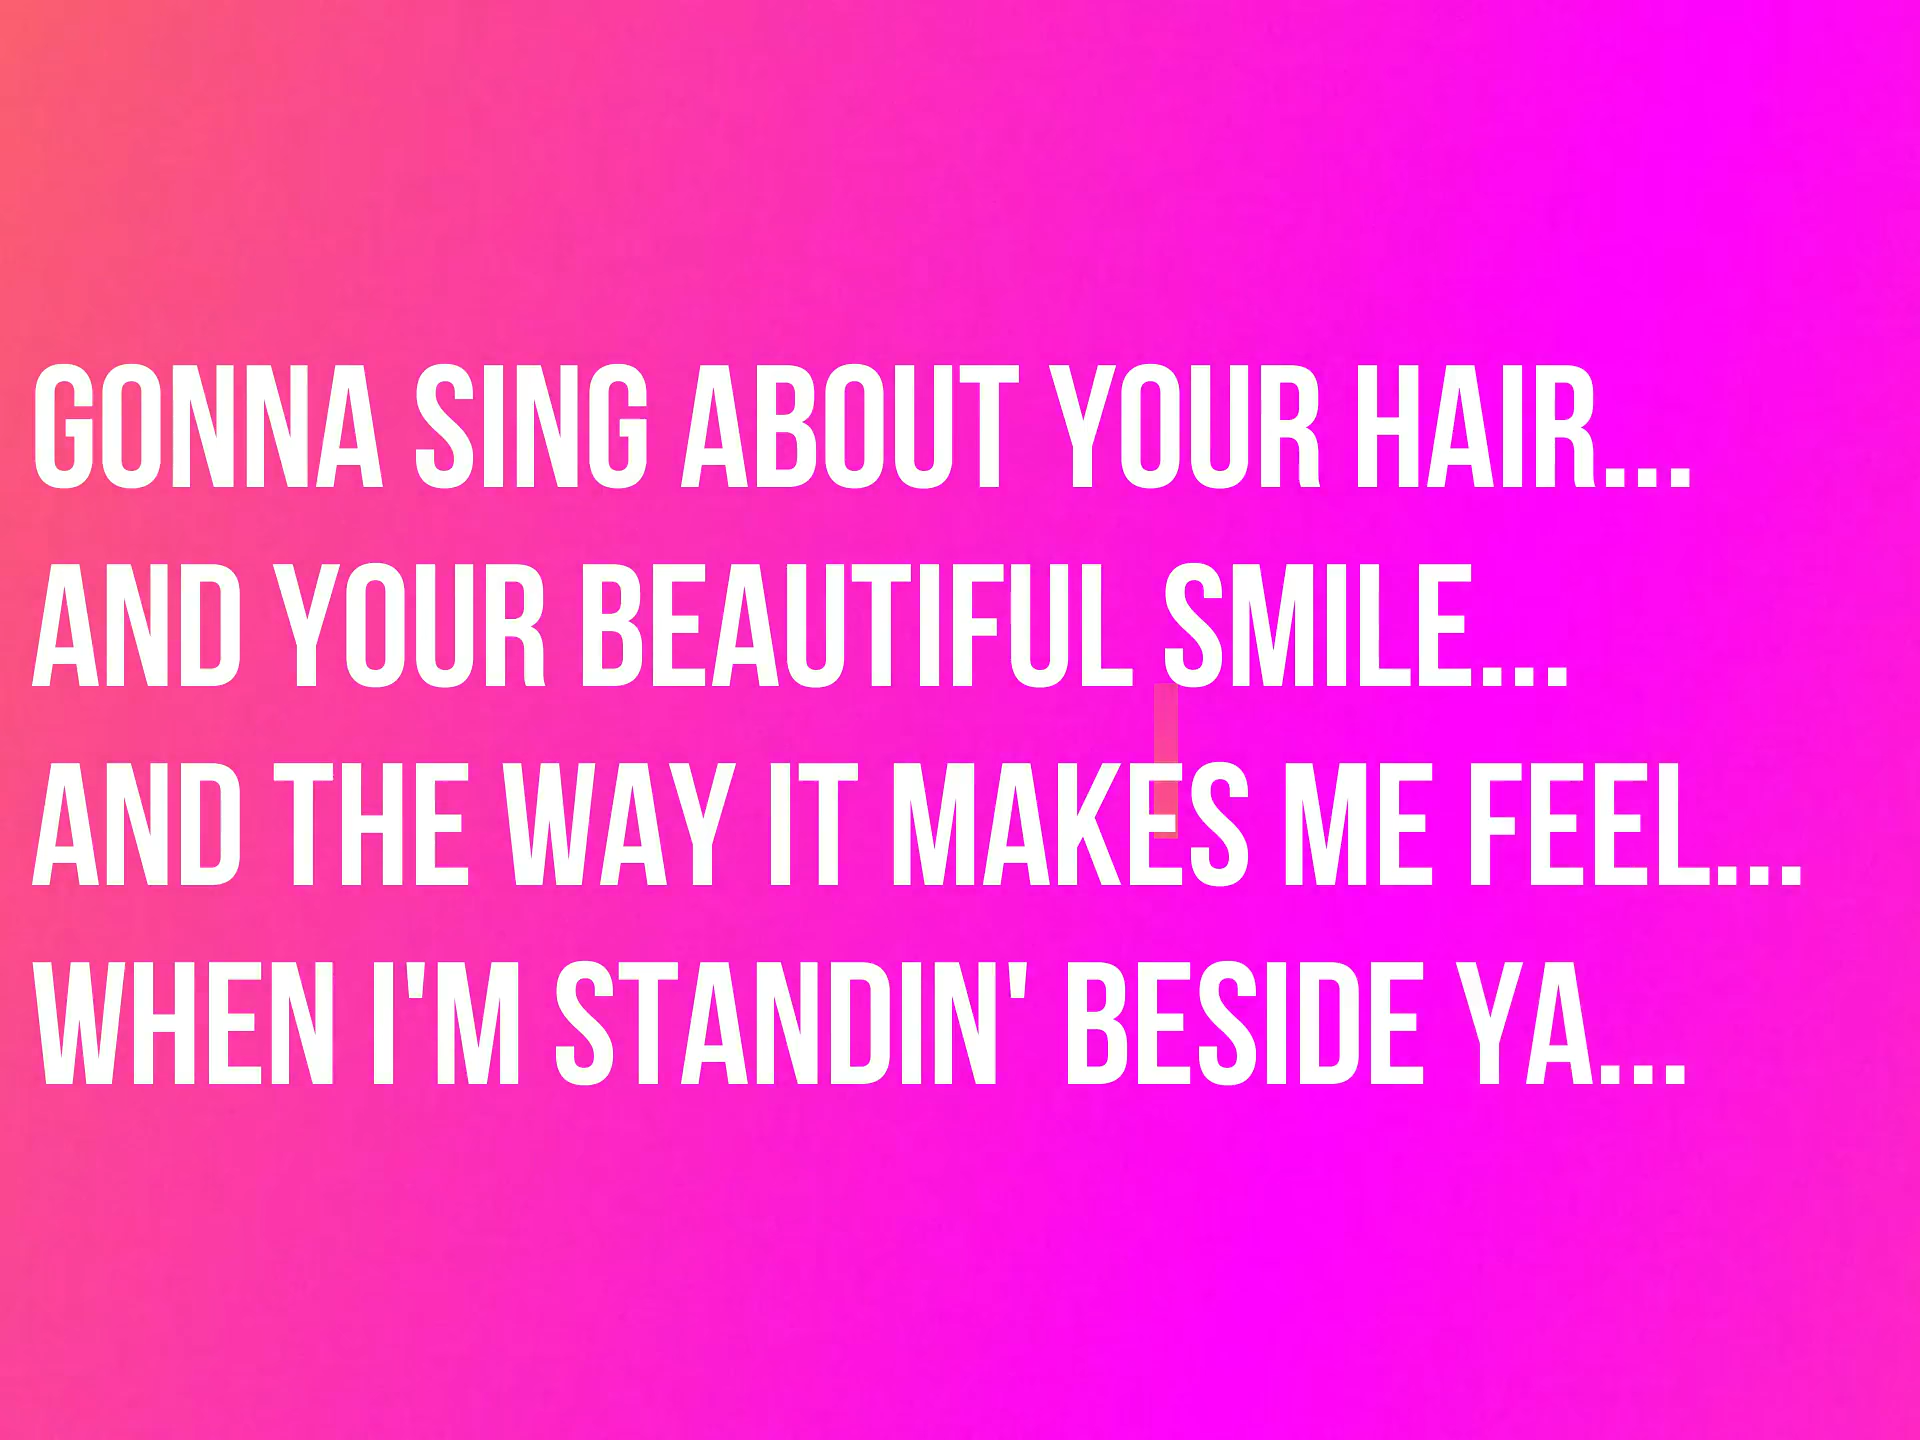 GONNA SING ABOUT YOUR HAIR...
AND YOUR BEAUTIFUL SMILE...
AND THE WAY IT MAKES ME FEEL...
WHEN I'M STANDIN' BESIDE YA...